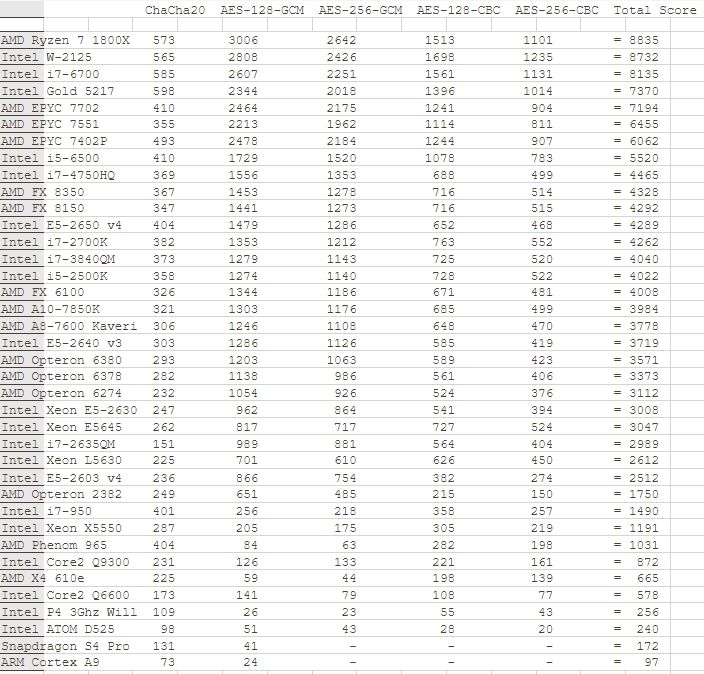 ChaCha20 AES-128-GCM AES-256-GCM AES-128-CBC AES-256-CBC Total Score
AMD Ryzen 7 1800X 573 3006 2642 1513 1101 = 8835
Intel W-2125 565 2808 2426 1698 1235 = 8732
Intel i7-6700 585 2607 2251 1561 1131 = 8135
Intel Gold 5217 598 2344 2018 1396 1014 = 7370
AMD EPYC 7702 410 2464 2175 1241 904 = 7194
AMD EPYC 7551 355 2213 1962 1114 811 = 6455
AMD EPYC 7402P 493 2478 2184 1244 907 = 6062
Intel i5-6500 410 1729 1520 1078 783 = 5520
Intel i7-4750HQ 369 1556 1353 688 499 = 4465
AMD FX 8350 367 1453 1278 716 514 = 4328
AMD FX 8150 347 1441 1273 716 515 = 4292
Intel E5-2650 v4 404 1479 1286 652 468 = 4289
Intel i7-2700K 382 1353 1212 763 552 = 4262
Intel i7-3840QM 373 1279 1143 725 520 = 4040
Intel i5-2500K 358 1274 1140 728 522 = 4022
AMD FX 6100 326 1344 1186 671 481 = 4008
AMD A10-7850K 321 1303 1176 685 499 = 3984
AMD A8-7600 Kaveri 306 1246 1108 648 470 = 3778
Intel E5-2640 v3 303 1286 1126 585 419 = 3719
AMD Opteron 6380 293 1203 1063 589 423 = 3571
AMD Opteron 6378 282 1138 986 561 406 = 3373
AMD Opteron 6274 232 1054 926 524 376 = 3112
Intel Xeon E5-2630 247 962 864 541 394 = 3008
Intel Xeon E5645 262 817 717 727 524 = 3047
Intel i7-2635QM 151 989 881 564 404 = 2989
Intel Xeon L5630 225 701 610 626 450 = 2612
Intel E5-2603 v4 236 866 754 382 274 = 2512
AMD Opteron 2382 249 651 485 215 150 = 1750
Intel i7-950 401 256 218 358 257 = 1490
Intel Xeon X5550 287 205 175 305 219 = 1191
AMD Phenom 965 404 84 63 282 198 = 1031
Intel Core2 Q9300 231 126 133 221 161 = 872
AMD X4 610e 225 59 44 198 139 = 665
Intel Core2 Q6600 173 141 79 108 77 = 578
Intel P4 3Ghz Will 109 26 23 55 43 = 256
Intel ATOM D525 98 51 43 28 20 = 240
Snapdragon S4 Pro 131 41 - - - = 172
ARM Cortex A9 73 24 - - - = 97